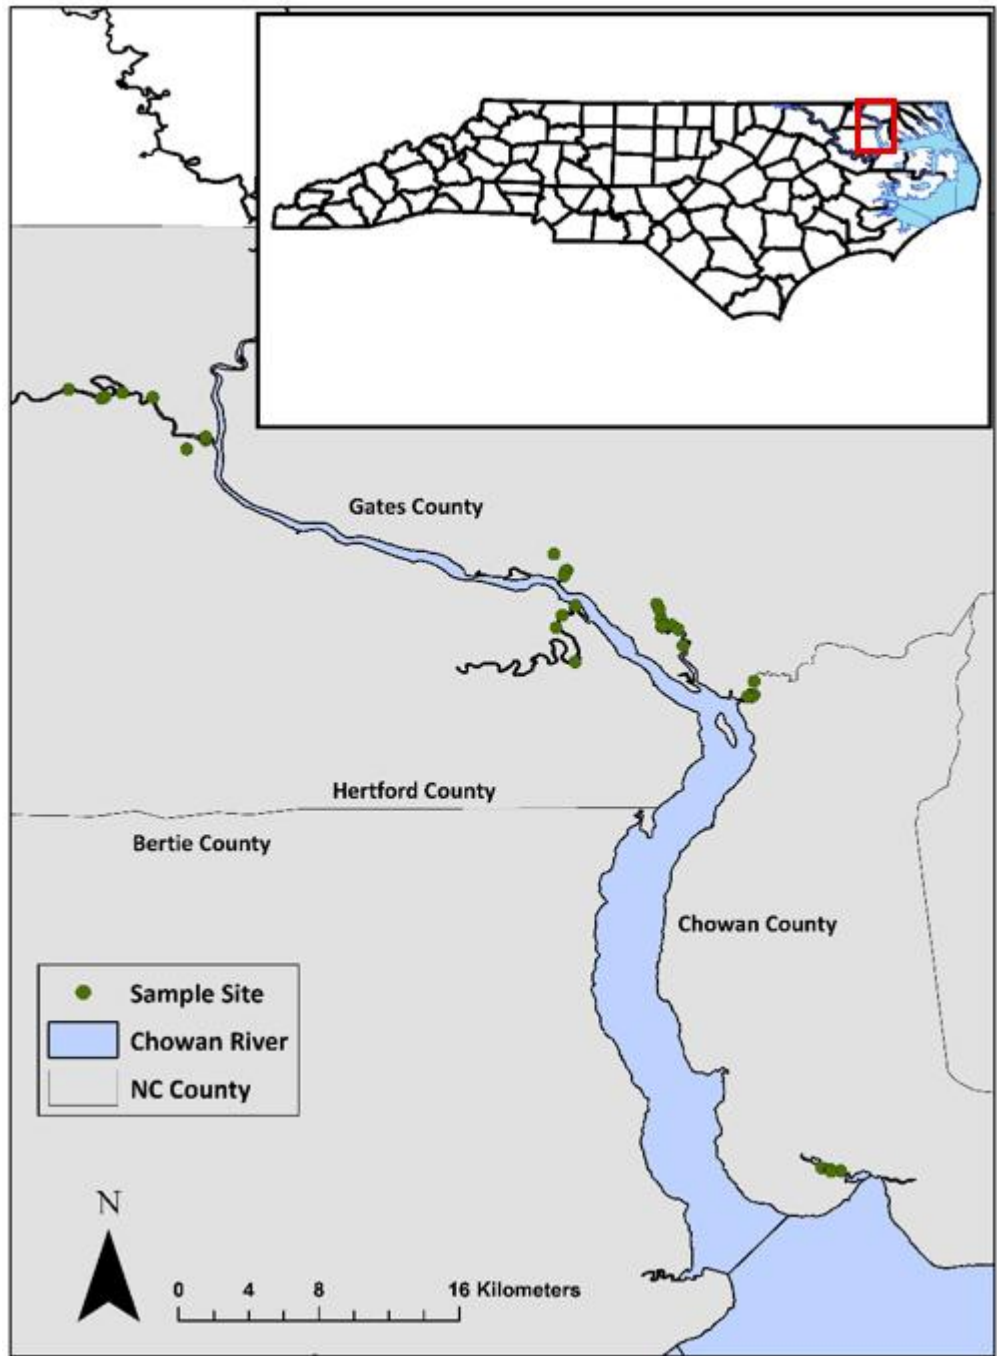 Gates County
Hertford County
Bertie County
Chowan County
Sample Site
Chowan River
NC County
N
0 4 8 16 Kilometers